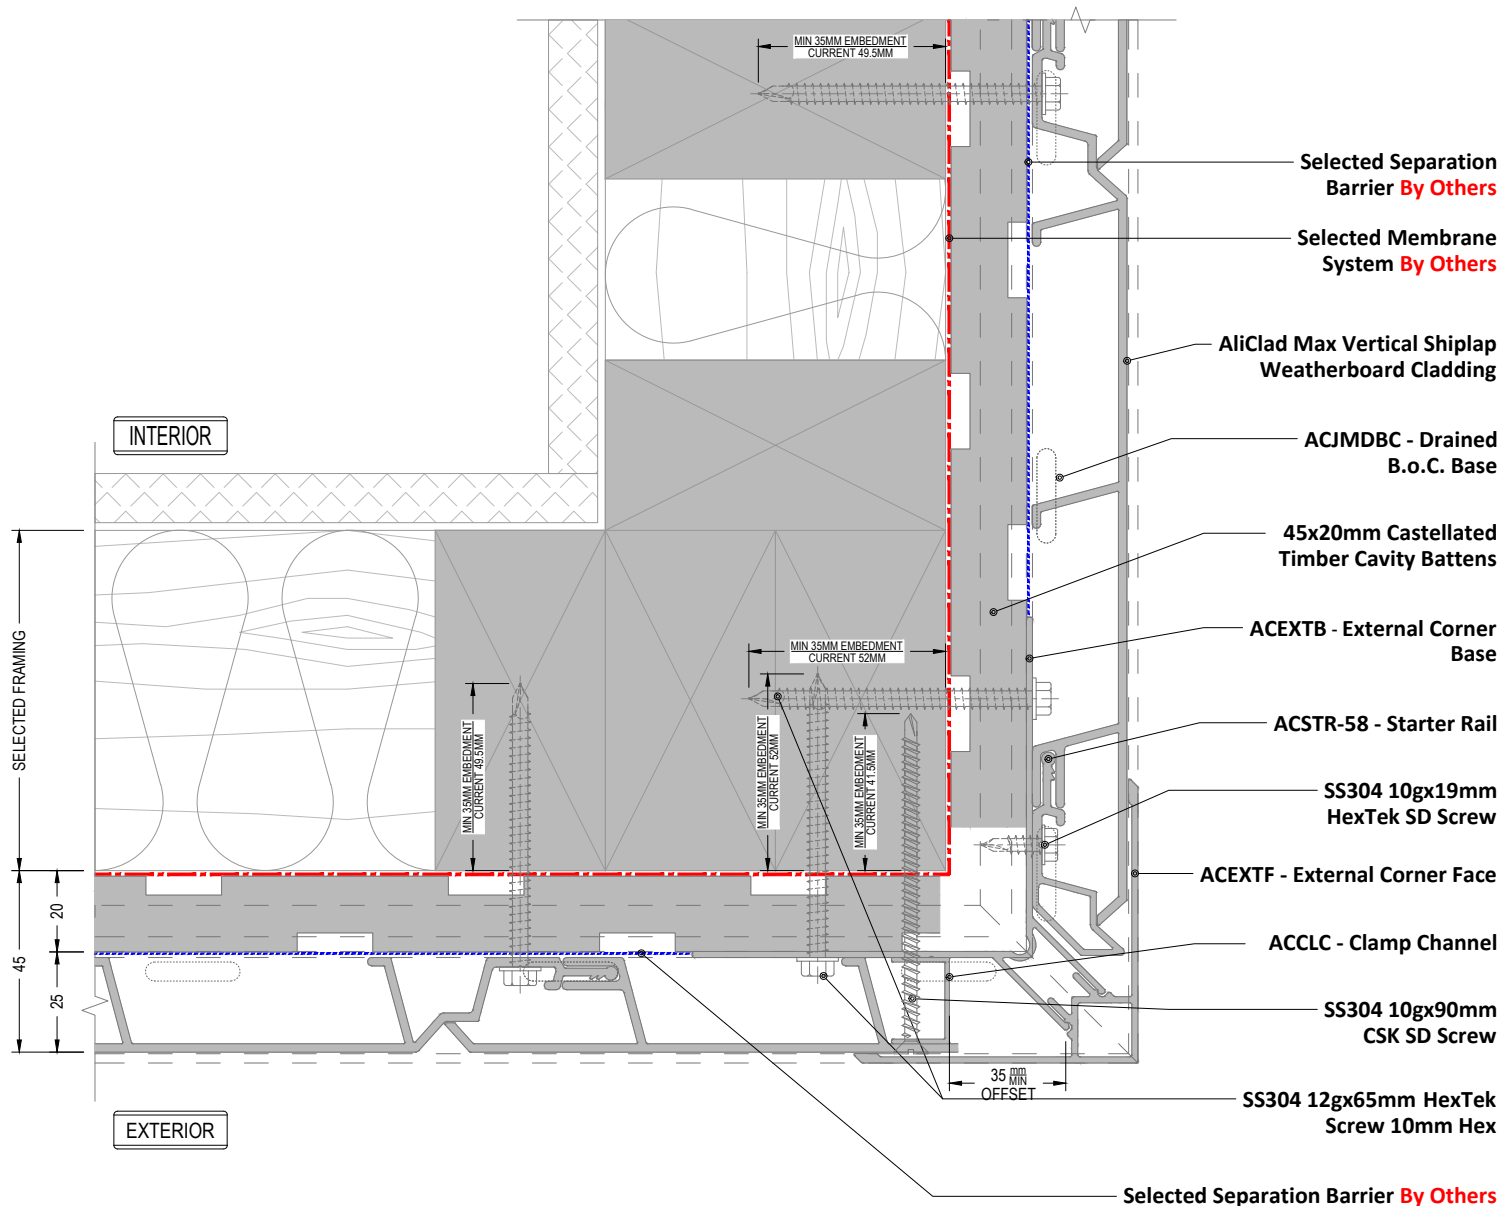 MIN 35MM EMBEDMENT
CURRENT 49.5MM
Selected Separation
Barrier By Others
Selected Membrane
System By Others
AliClad Max Vertical Shiplap
Weatherboard Cladding
INTERIOR
ACJMDBC - Drained
B.o.C. Base
45x20mm Castellated
Timber Cavity Battens
ACEXTB - External Corner
Base
MIN 35MM EMBEDMENT
CURRENT 52MM
SELECTED FRAMING
MIN 35MM EMBEDMENT
CURRENT 49.5MM
MIN 35MM EMBEDMENT
CURRENT 52MM
MIN 35MM EMBEDMENT
CURRENT 41.5MM
ACSTR-58 - Starter Rail
SS304 10gx19mm
HexTek SD Screw
ACEXTF - External Corner Face
20
45
25
ACCLC - Clamp Channel
SS304 10gx90mm
CSK SD Screw
35 mm MIN
OFFSET
SS304 12gx65mm HexTek
Screw 10mm Hex
EXTERIOR
Selected Separation Barrier By Others